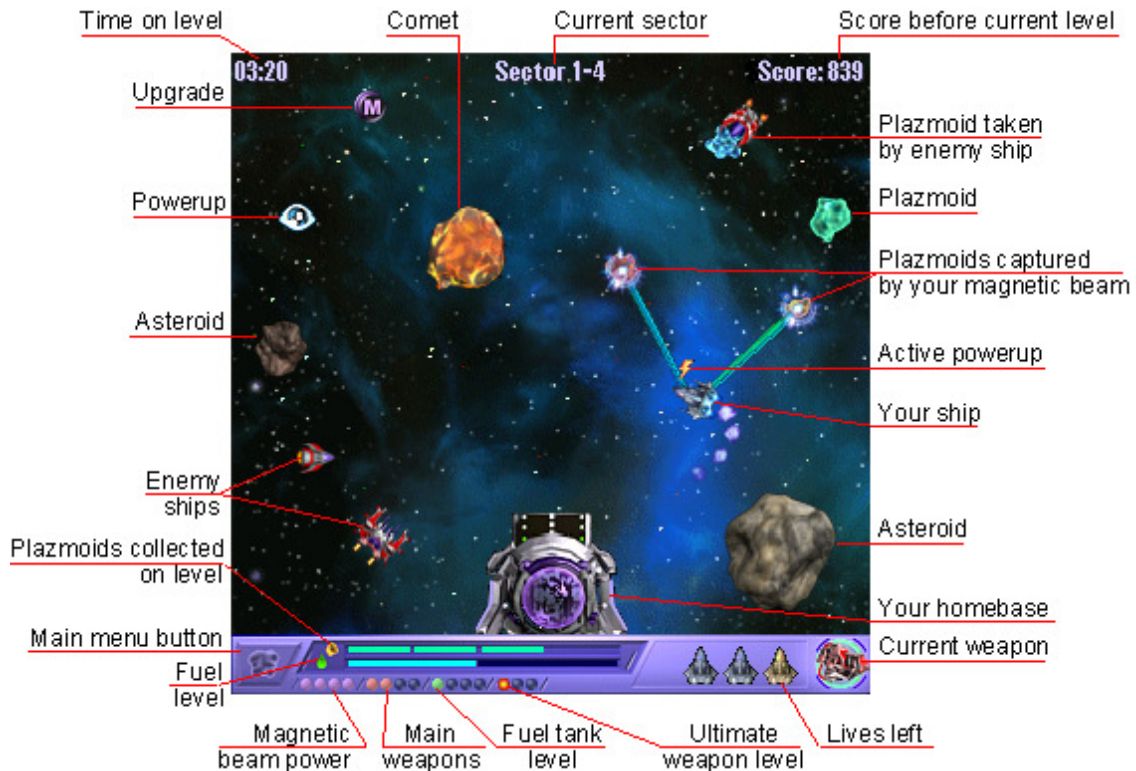 Time on level
Comet
Current sector
Score before current level
03:20
Sector 1-4
Score: 839
Upgrade
M
Plazmoid taken
by enemy ship
Powerup
Plazmoid
Plazmoids captured
by your magnetic beam
Asteroid
Active powerup
Your ship
Enemy
ships
Asteroid
Plazmoids collected
on level
Your homebase
Main menu button
Current weapon
Fuel
level
Magnetic
beam power
Main
weapons
Fuel tank
level
Ultimate
weapon level
Lives left